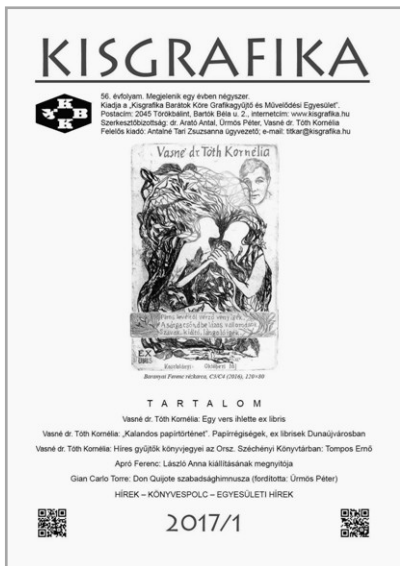 KISGRAFIKA
K
Y B
K K
56. évfolyam. Megjelenik egy évben négyszer.
Kiadja a „Kisgrafika Barátok Köre Grafikagyűjtő és Művelődési Egyesület”.
Postacím: 2045 Törökbálint, Bartók Béla u. 2., internetcím: www.kisgrafika.hu
Szerkesztőbizottság: dr. Arató Antal, Ürmös Péter, Vasné dr. Tóth Kornélia
Felelős kiadó: Antalné Tari Zsuzsanna ügyvezető; e-mail: titkar@kisgrafika.hu
Vasné dr. Tóth Kornélia
EX
Baranyai Ferenc rézkarca, C3/C4 (2016), 120×80
TARTALOM
Vasné dr. Tóth Kornélia: Egy vers ihlette ex libris
Vasné dr. Tóth Kornélia: „Kalandos papírtörténet”. Papírrégiségek, ex librisek Dunaújvárosban
Vasné dr. Tóth Kornélia: Híres gyűjtők könyvjegyei az Orsz. Széchényi Könyvtárban: Tompos Ernő
Apró Ferenc: László Anna kiállításának megnyitója
Gian Carlo Torre: Don Quijote szabadsághimnusza (fordította: Ürmös Péter)
HÍREK – KÖNYVESPOLC – EGYESÜLETI HÍREK
2017/1